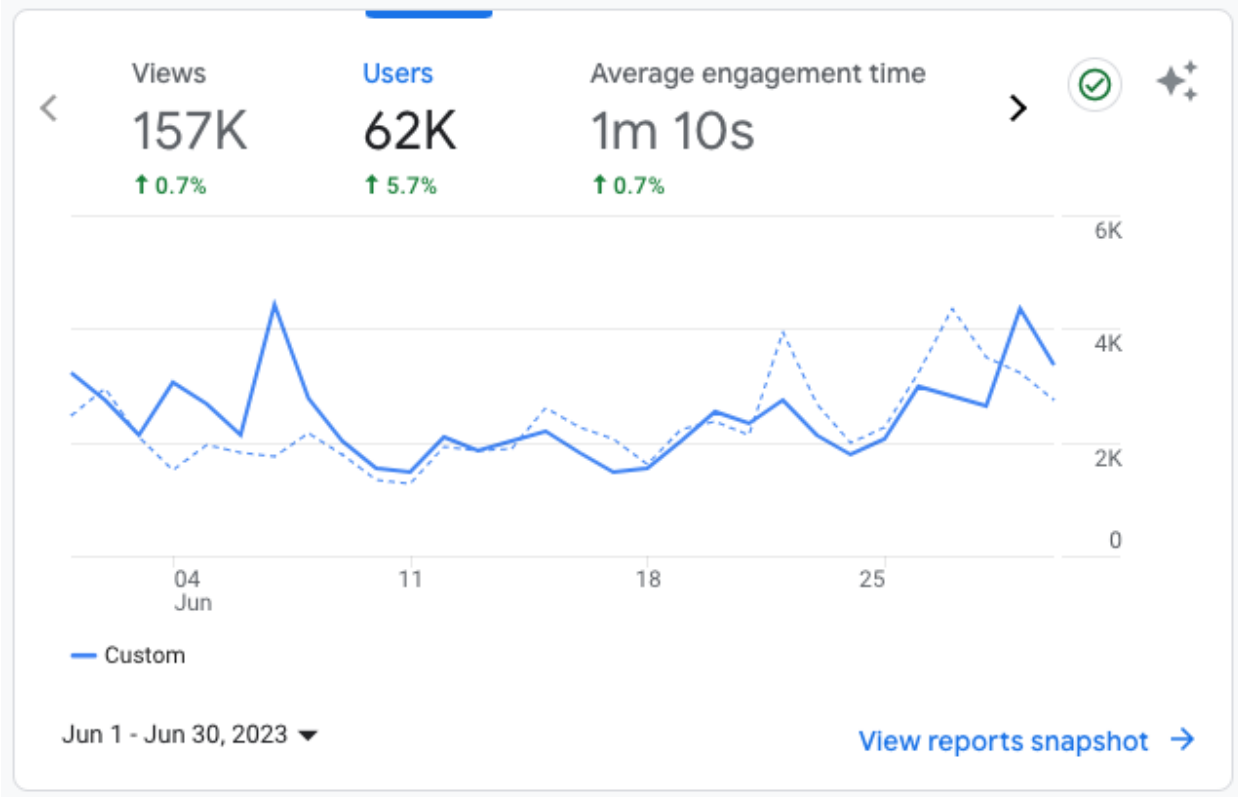 Views Users Average engagement time
157K 62K 1m 10s
↑ 0.7% ↑ 5.7% ↑ 0.7%
6K
4K
2K
0
04 11 18 25
Jun
Custom
Jun 1 - Jun 30, 2023
View reports snapshot →